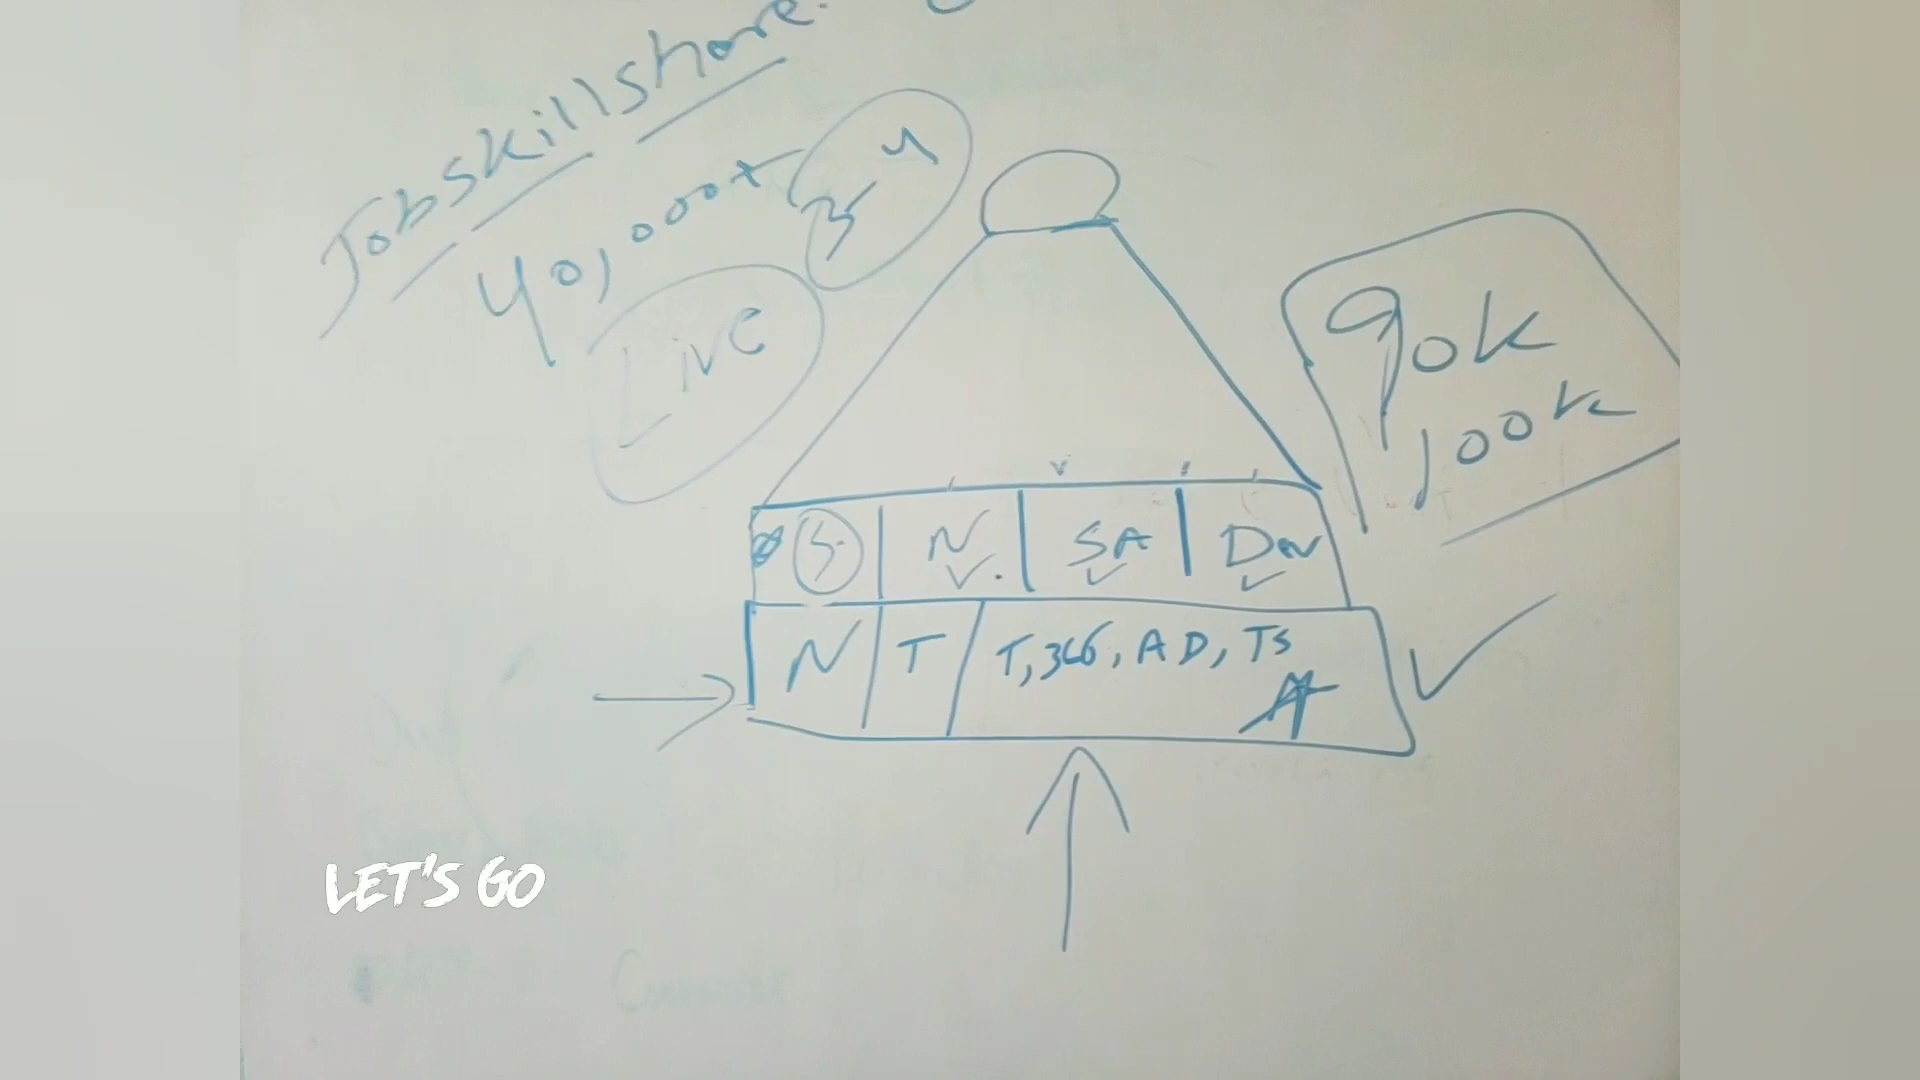 Jobskillshare.
40,000+
3-4
Live
90k
100k
S. N SA Dev
N T T, 365, AD, TS
LET'S GO